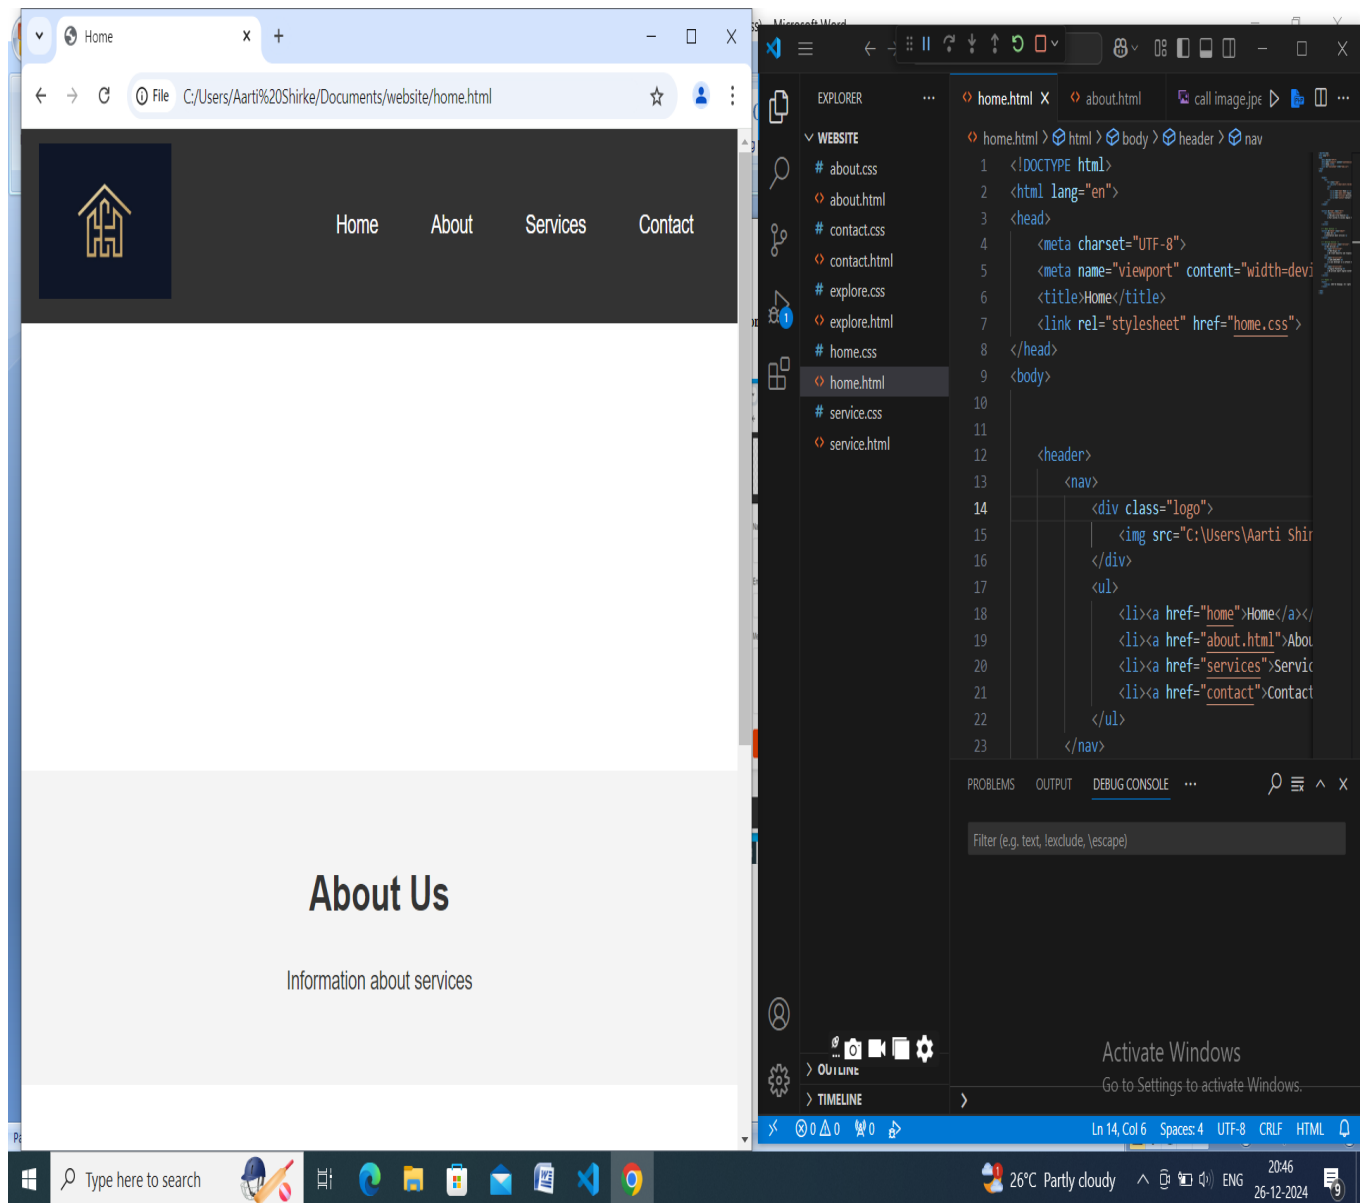 Home
File C:/Users/Aarti%20Shirke/Documents/website/home.html
Home About Services Contact
About Us
Information about services
Microsoft Word
EXPLORER
WEBSITE
# about.css
about.html
# contact.css
contact.html
# explore.css
explore.html
# home.css
home.html
# service.css
service.html
OUTLINE
TIMELINE
home.html about.html call image.jpe
home.html > html > body > header > nav
1 <!DOCTYPE html>
2 <html lang="en">
3 <head>
4 <meta charset="UTF-8">
5 <meta name="viewport" content="width=devi
6 <title>Home</title>
7 <link rel="stylesheet" href="home.css">
8 </head>
9 <body>
10
11
12 <header>
13 <nav>
14 <div class="logo">
15 <img src="C:\Users\Aarti Shir
16 </div>
17 <ul>
18 <li><a href="home">Home</a></
19 <li><a href="about.html">Abou
20 <li><a href="services">Servic
21 <li><a href="contact">Contact
22 </ul>
23 </nav>
PROBLEMS OUTPUT DEBUG CONSOLE
Filter (e.g. text, !exclude, \escape)
Activate Windows
Go to Settings to activate Windows.
0 0 0 Ln 14, Col 6 Spaces: 4 UTF-8 CRLF HTML
Type here to search
26°C Partly cloudy ENG 20:46
26-12-2024